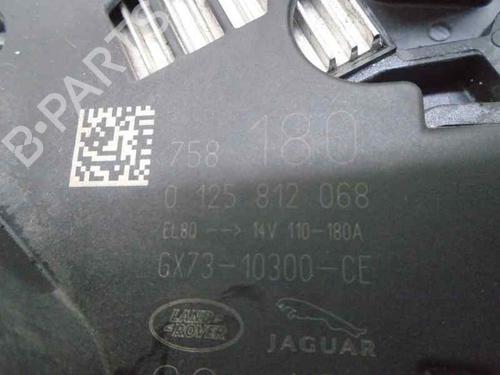 B-PARTS
758 180
0 125 812 068
EL80 --> 14V 110-180A
GX73-10300-CE
LAND ROVER
JAGUAR